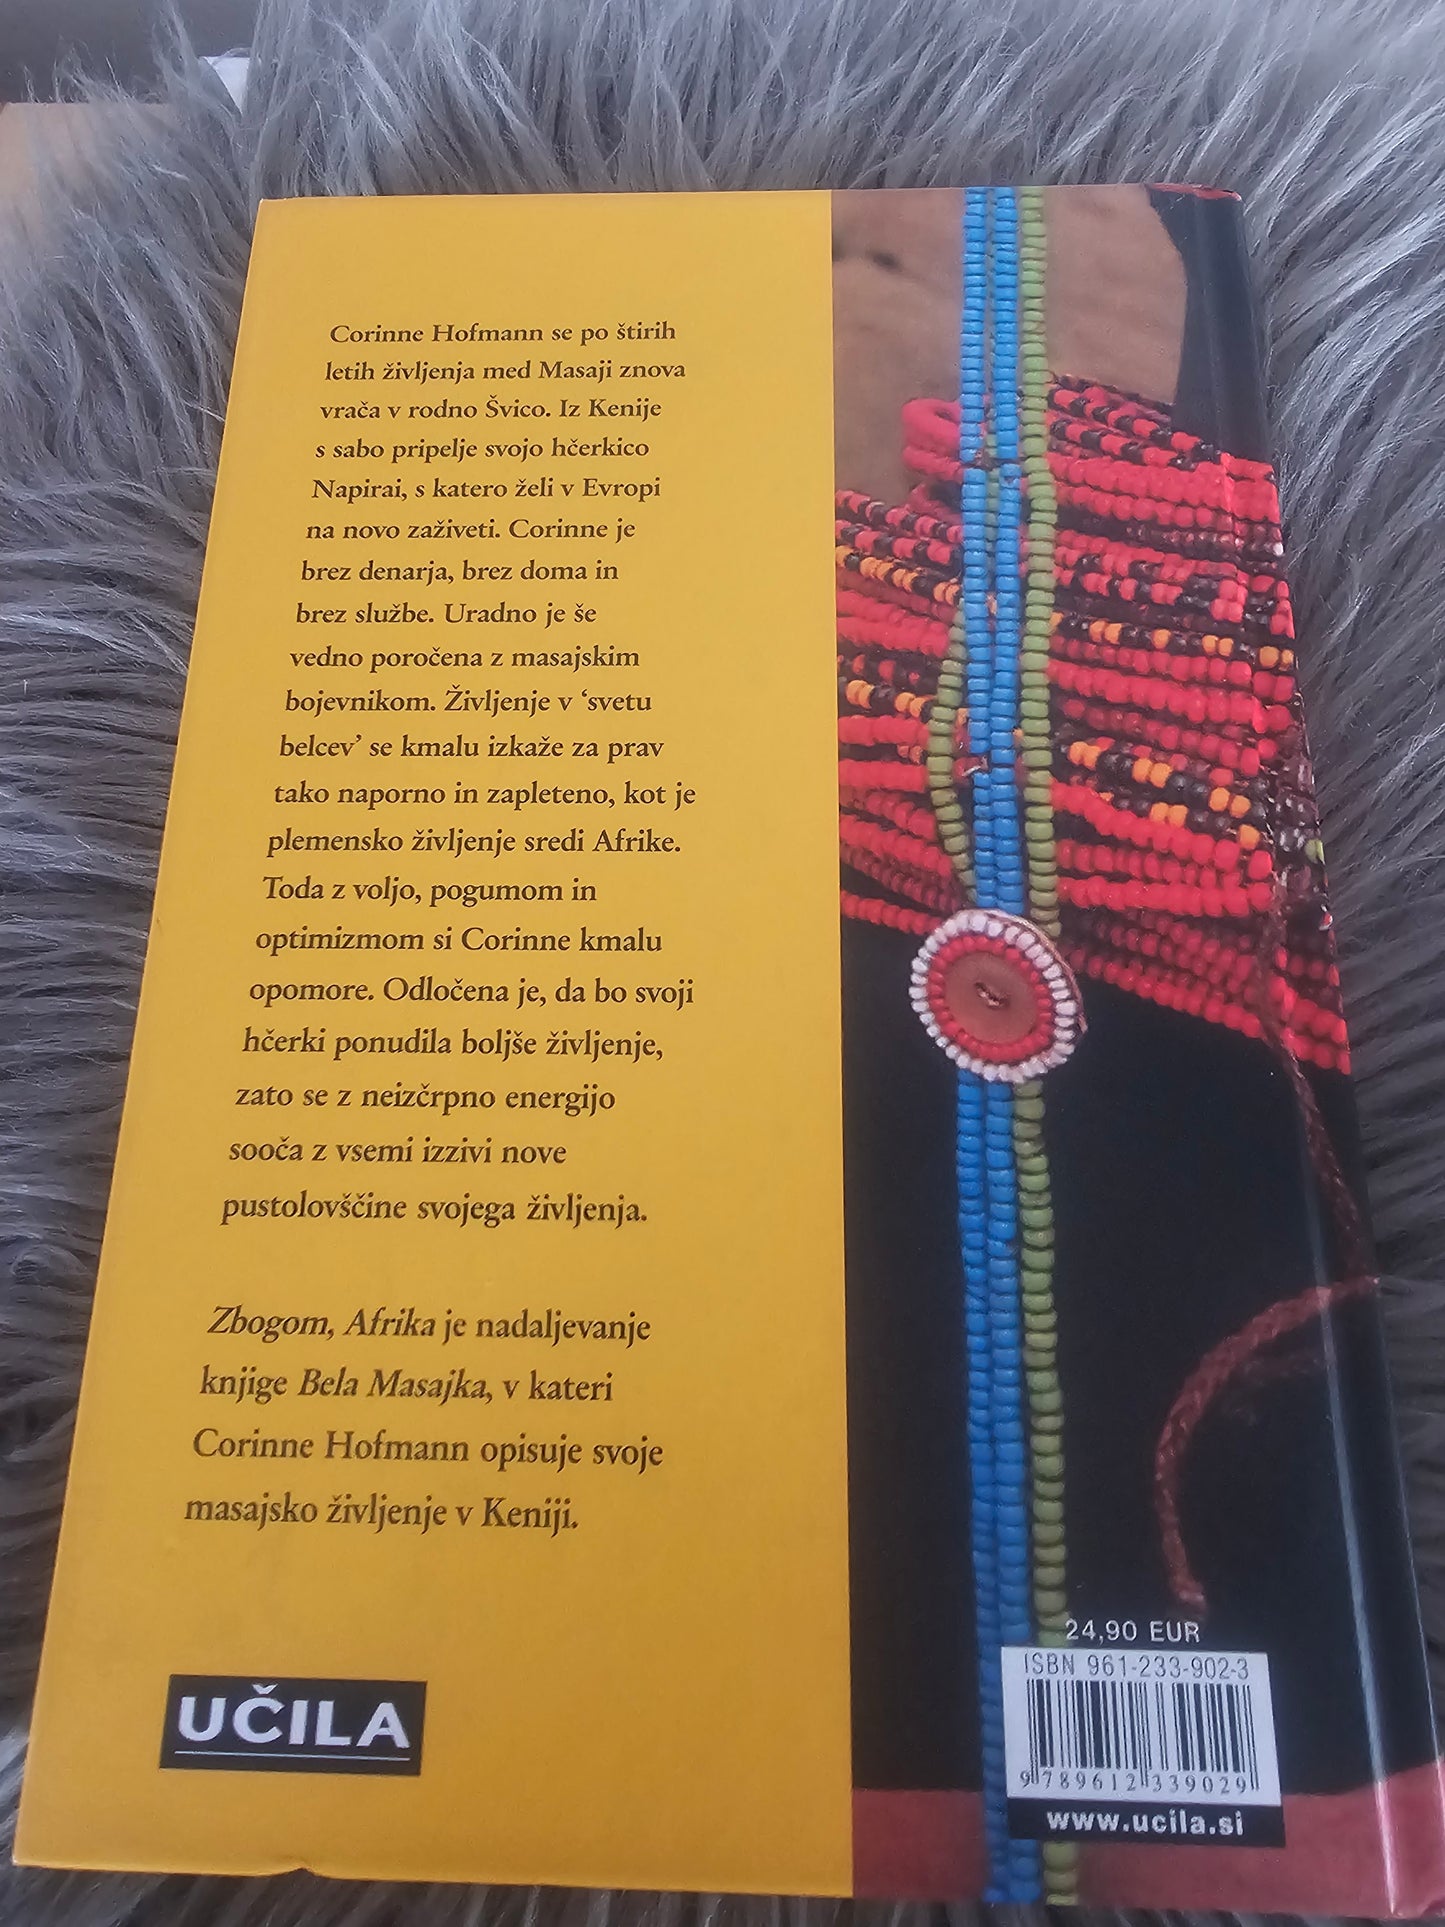 Corinne Hofmann se po štirih
letih življenja med Masaji znova
vrača v rodno Švico. Iz Kenije
s sabo pripelje svojo hčerkico
Napirai, s katero želi v Evropi
na novo zaživeti. Corinne je
brez denarja, brez doma in
brez službe. Uradno je še
vedno poročena z masajskim
bojevnikom. Življenje v ‘svetu
belcev’ se kmalu izkaže za prav
tako naporno in zapleteno, kot je
plemensko življenje sredi Afrike.
Toda z voljo, pogumom in
optimizmom si Corinne kmalu
opomore. Odločena je, da bo svoji
hčerki ponudila boljše življenje,
zato se z neizčrpno energijo
sooča z vsemi izzivi nove
pustolovščine svojega življenja.
Zbogom, Afrika je nadaljevanje
knjige Bela Masajka, v kateri
Corinne Hofmann opisuje svoje
masajsko življenje v Keniji.
UČILA
24,90 EUR
ISBN 961-233-902-3
9 789612 339029
www.ucila.si